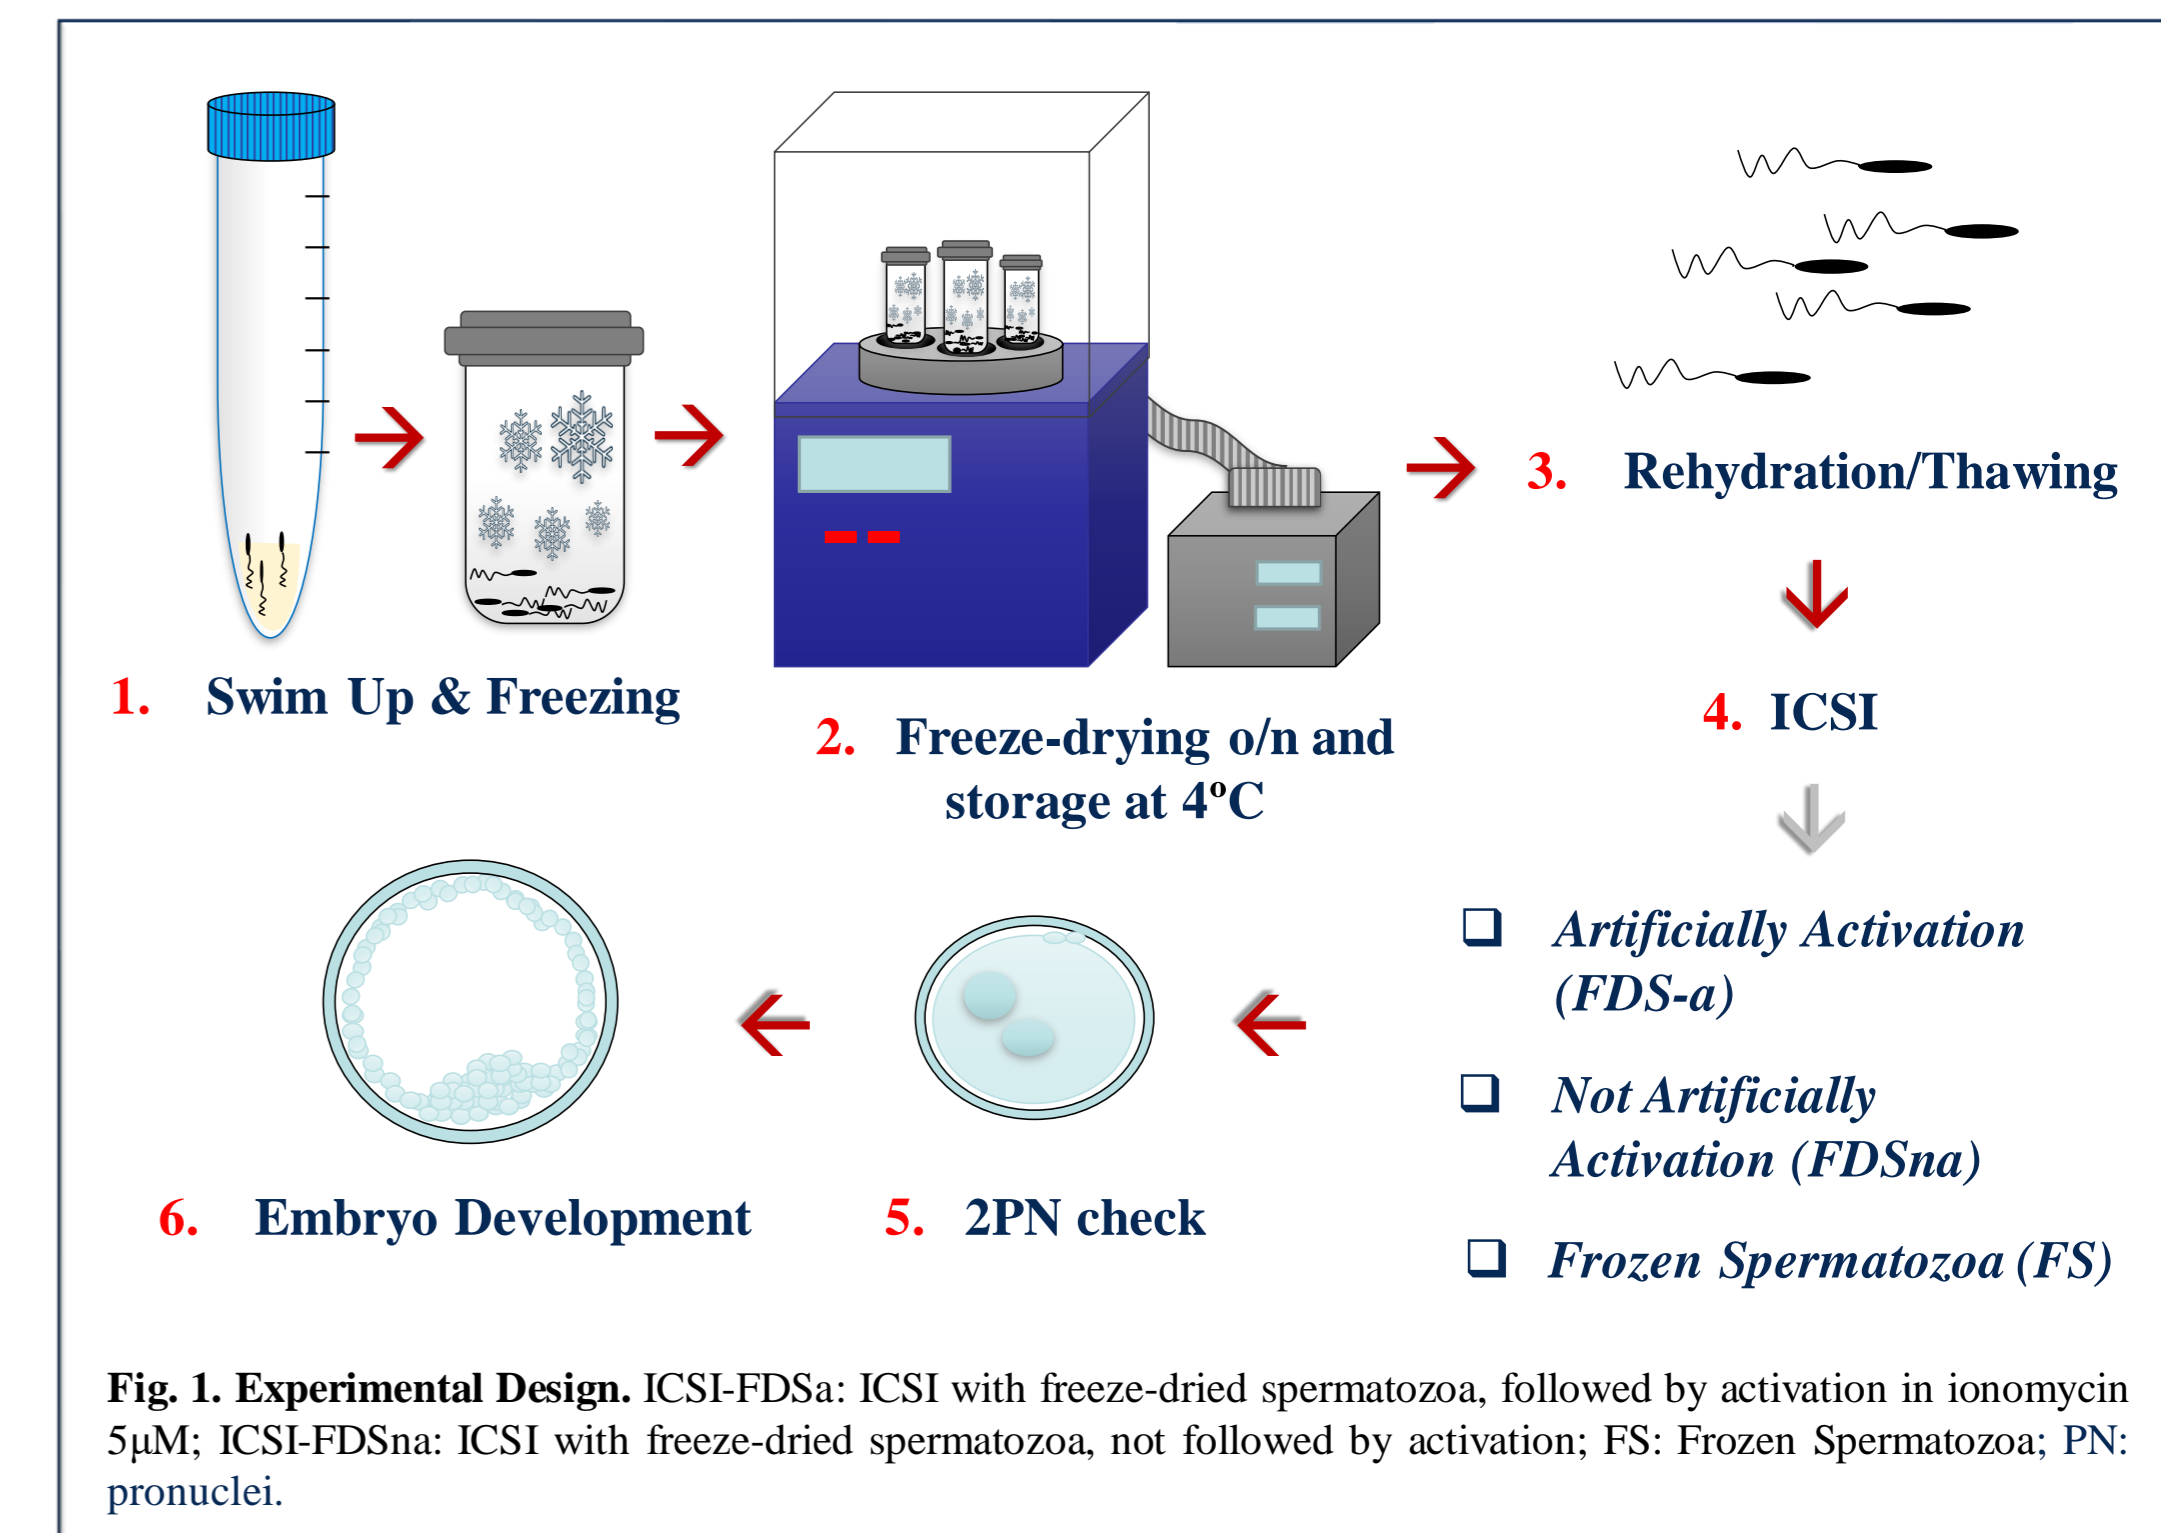 1. Swim Up & Freezing
2. Freeze-drying o/n and
storage at 4ºC
3. Rehydration/Thawing
4. ICSI
❑ Artificially Activation
(FDS-a)
❑ Not Artificially
Activation (FDSna)
❑ Frozen Spermatozoa (FS)
5. 2PN check
6. Embryo Development
Fig. 1. Experimental Design. ICSI-FDSa: ICSI with freeze-dried spermatozoa, followed by activation in ionomycin
5μM; ICSI-FDSna: ICSI with freeze-dried spermatozoa, not followed by activation; FS: Frozen Spermatozoa; PN:
pronuclei.